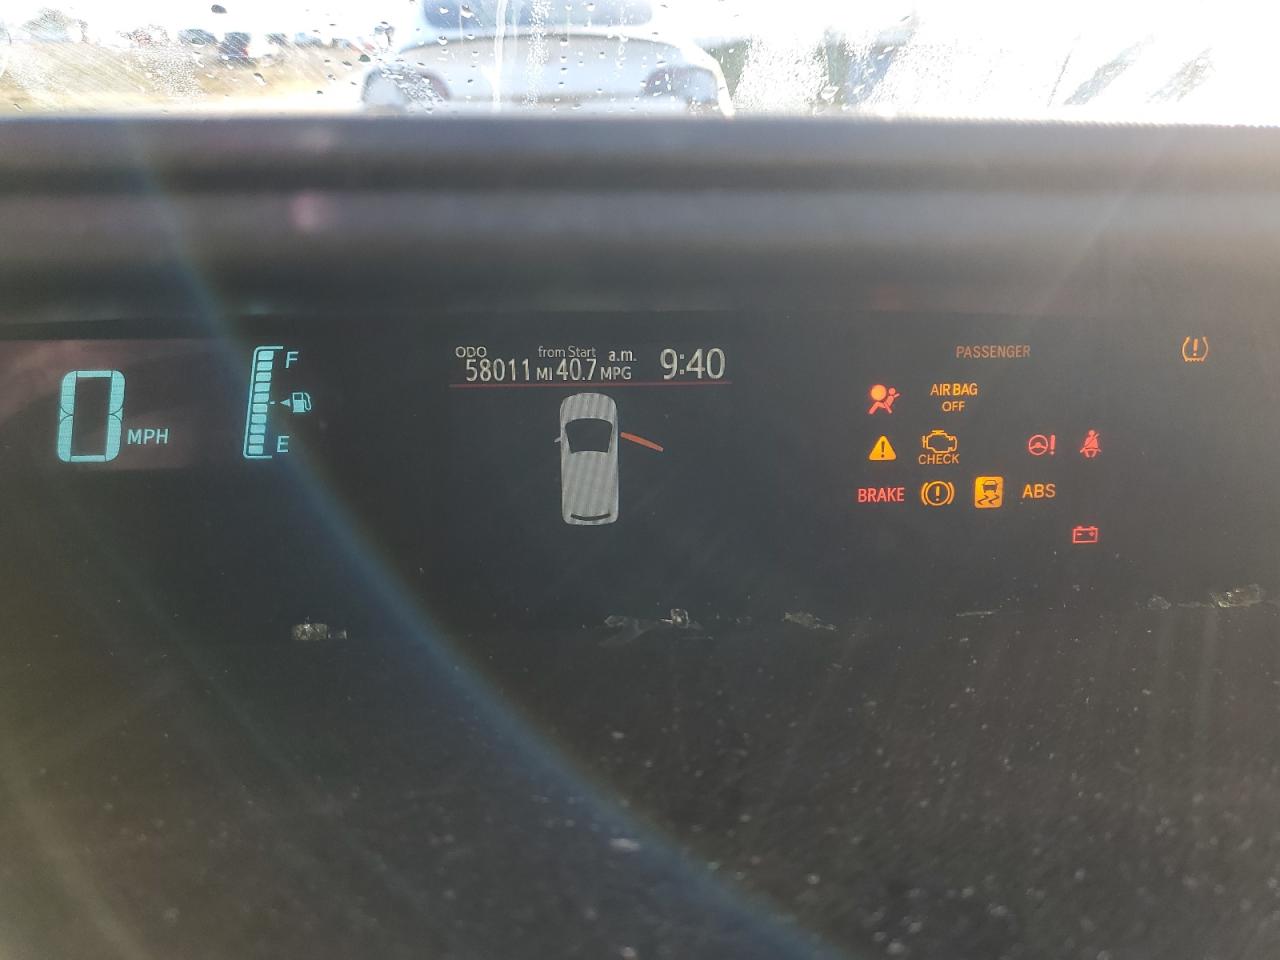 0 MPH
F
E
ODO 58011 MI
from Start 40.7 MPG
a.m. 9:40
PASSENGER
AIR BAG
OFF
CHECK
BRAKE
ABS